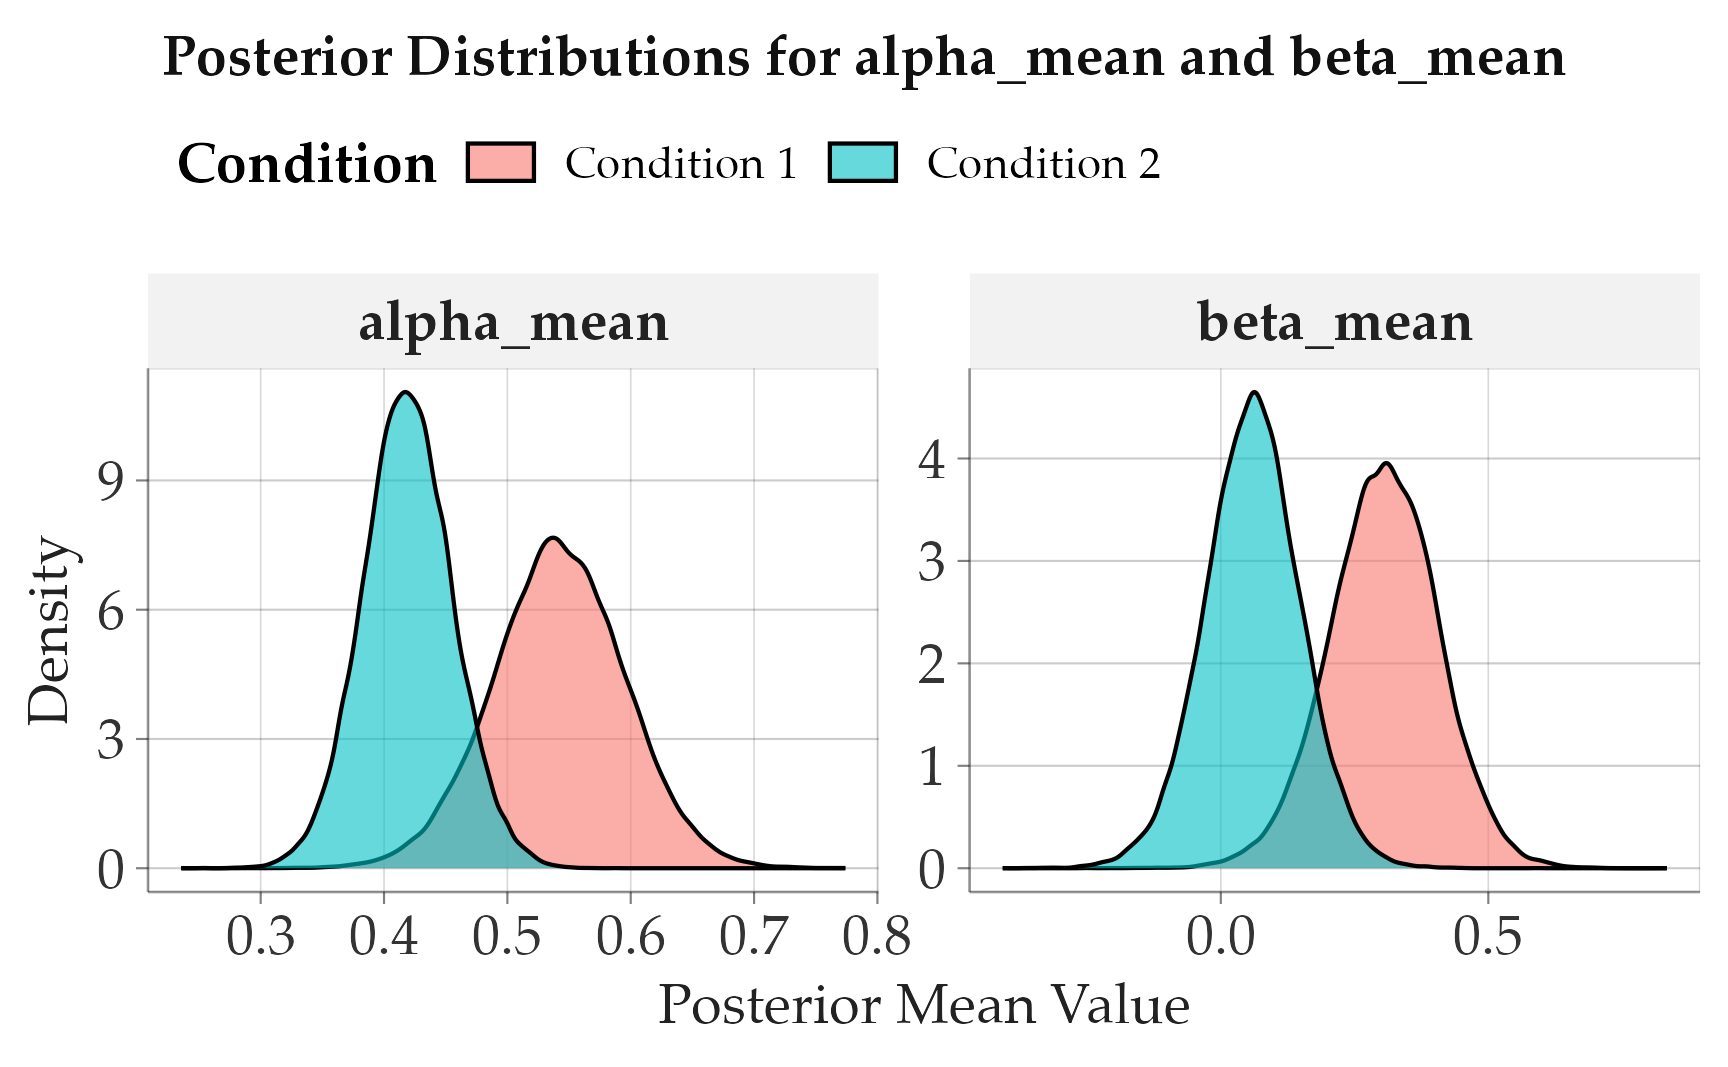 Posterior Distributions for alpha_mean and beta_mean
Condition Condition 1 Condition 2
alpha_mean beta_mean
Density
9
6
3
0
4
3
2
1
0
0.3 0.4 0.5 0.6 0.7 0.8 0.0 0.5
Posterior Mean Value